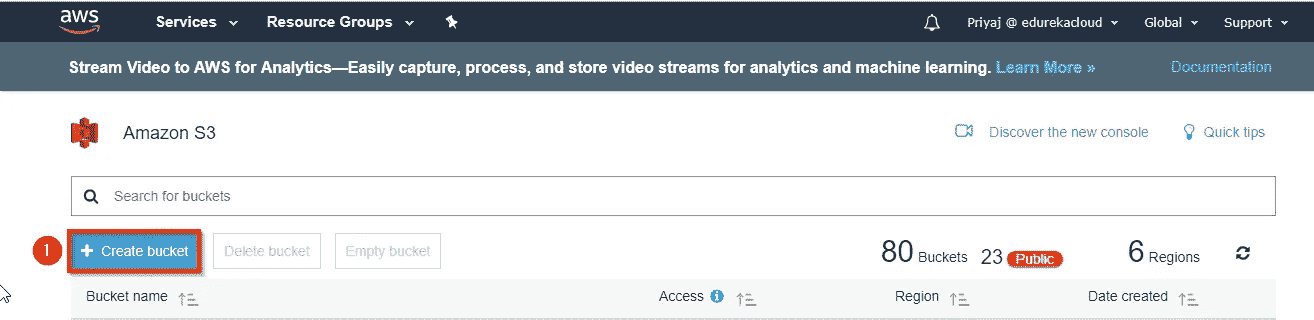 aws Services Resource Groups Priyaj @ edurekacloud Global Support
Stream Video to AWS for Analytics—Easily capture, process, and store video streams for analytics and machine learning. Learn More » Documentation
Amazon S3 Discover the new console Quick tips
Search for buckets
1 + Create bucket Delete bucket Empty bucket 80 Buckets 23 Public 6 Regions
Bucket name Access i Region Date created